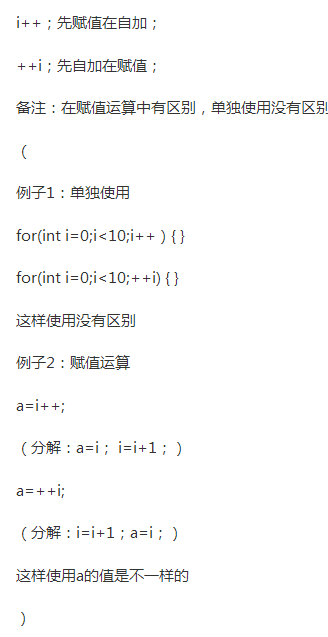 i++；先赋值在自加；
++i；先自加在赋值；
备注：在赋值运算中有区别，单独使用没有区别
（
例子1：单独使用
for(int i=0;i<10;i++ ) { }
for(int i=0;i<10;++i) { }
这样使用没有区别
例子2：赋值运算
a=i++;
（分解：a=i； i=i+1；）
a=++i;
（分解：i=i+1；a=i；）
这样使用a的值是不一样的
）